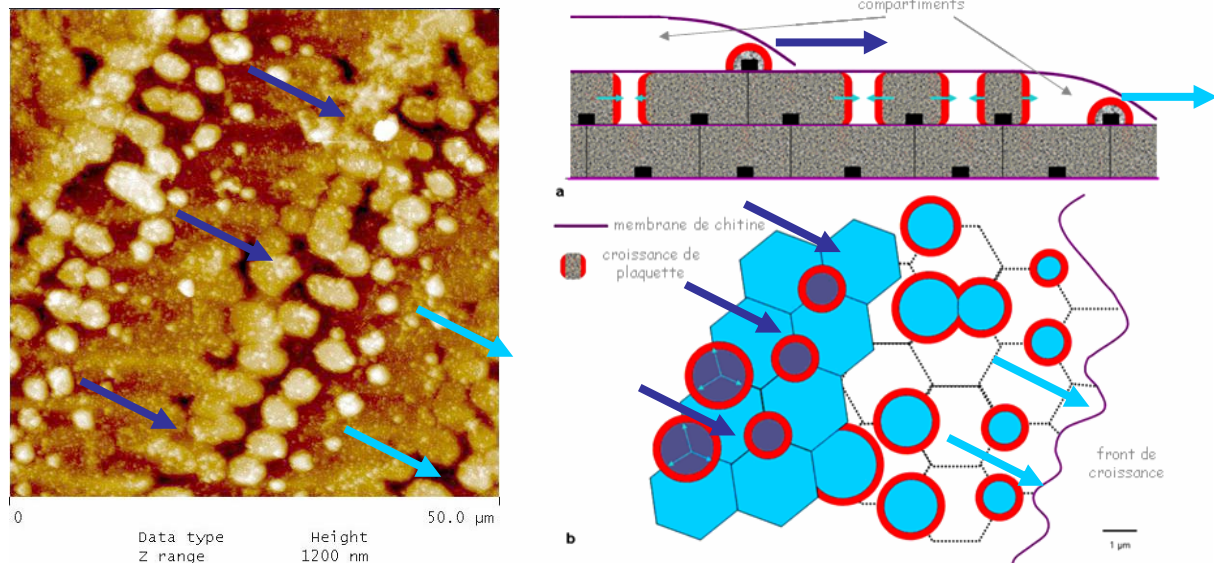 0
50.0 µm
Data type
Height
Z range
1200 nm
compartiments
a
membrane de chitine
croissance de
plaquette
front de
croissance
b
1 µm